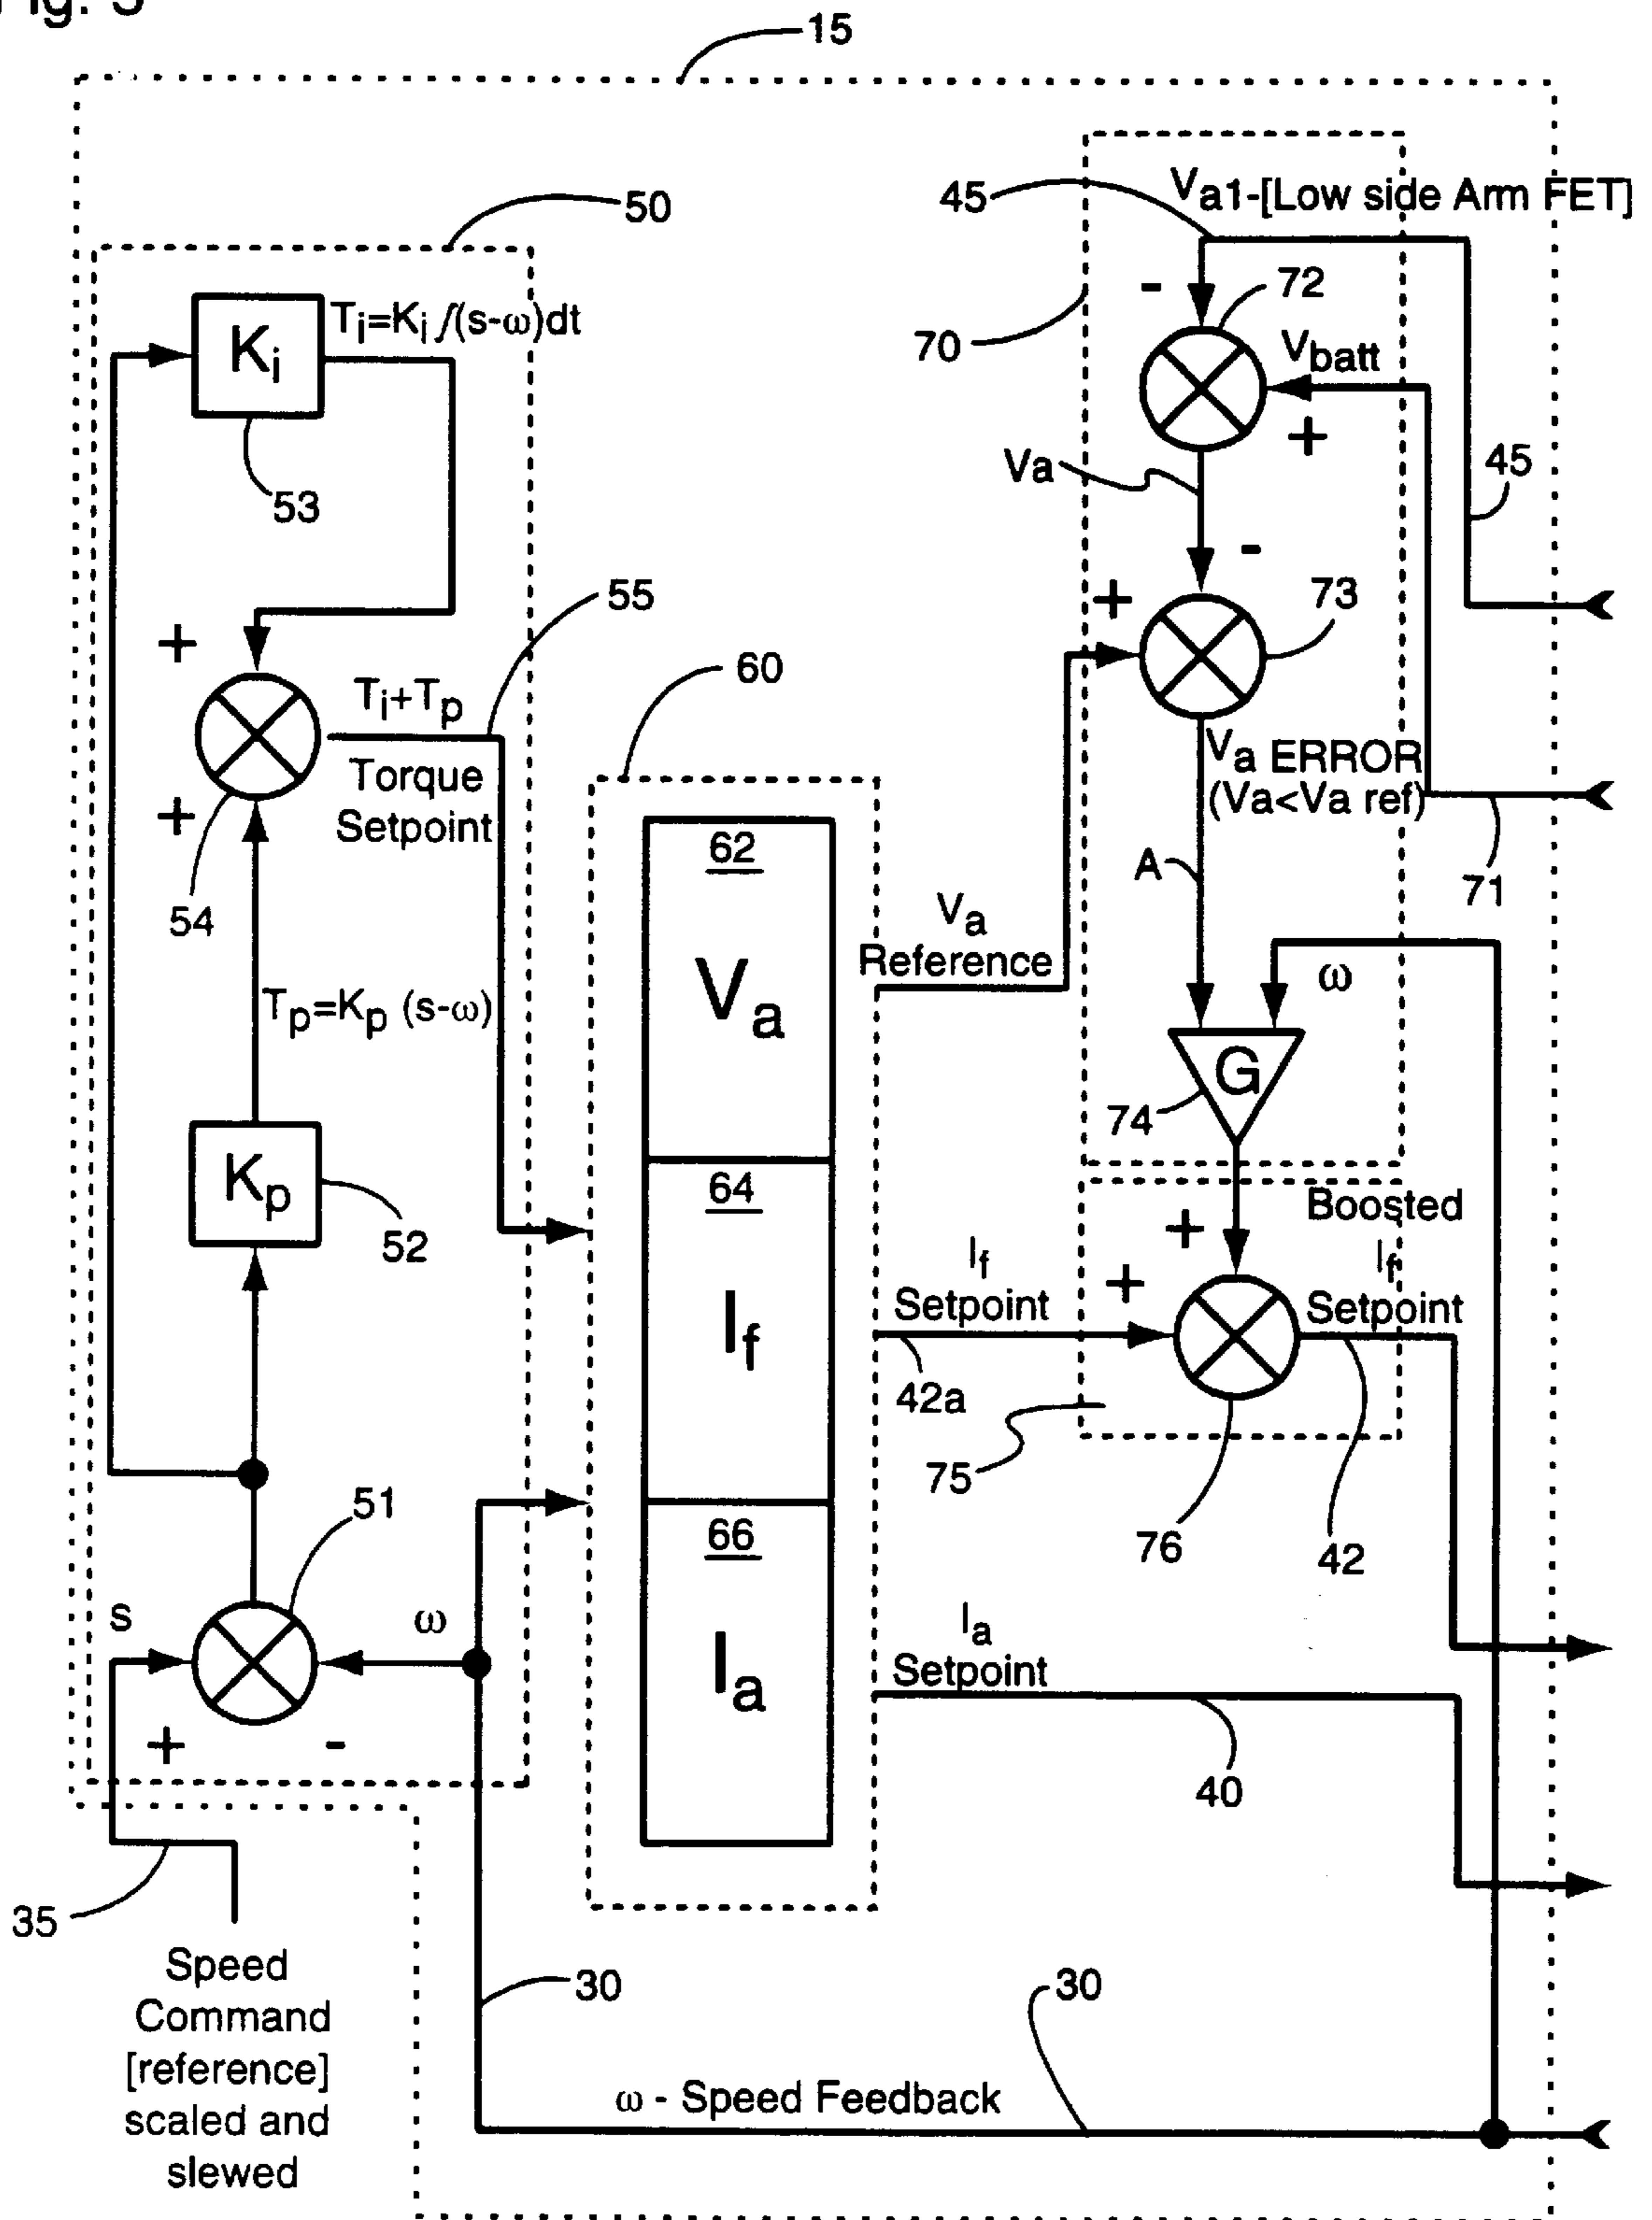 Fig. 3
15
50
45
Va1-[Low side Arm FET]
-
72
70
Vbatt
+
Ki
Ti=Ki ∫(s-ω)dt
53
Va
45
-
+
73
55
60
+
Ti+Tp
Torque
Setpoint
+
54
Va ERROR
(Va<Va ref)
71
A
62
Va
Va
Reference
ω
Tp=Kp (s-ω)
G
74
Kp
52
64
If
Boosted
If
Setpoint
+
If
Setpoint
+
42a
75
76
42
51
s
ω
+
-
66
Ia
Ia
Setpoint
40
35
Speed
Command
[reference]
scaled and
slewed
30
30
ω - Speed Feedback